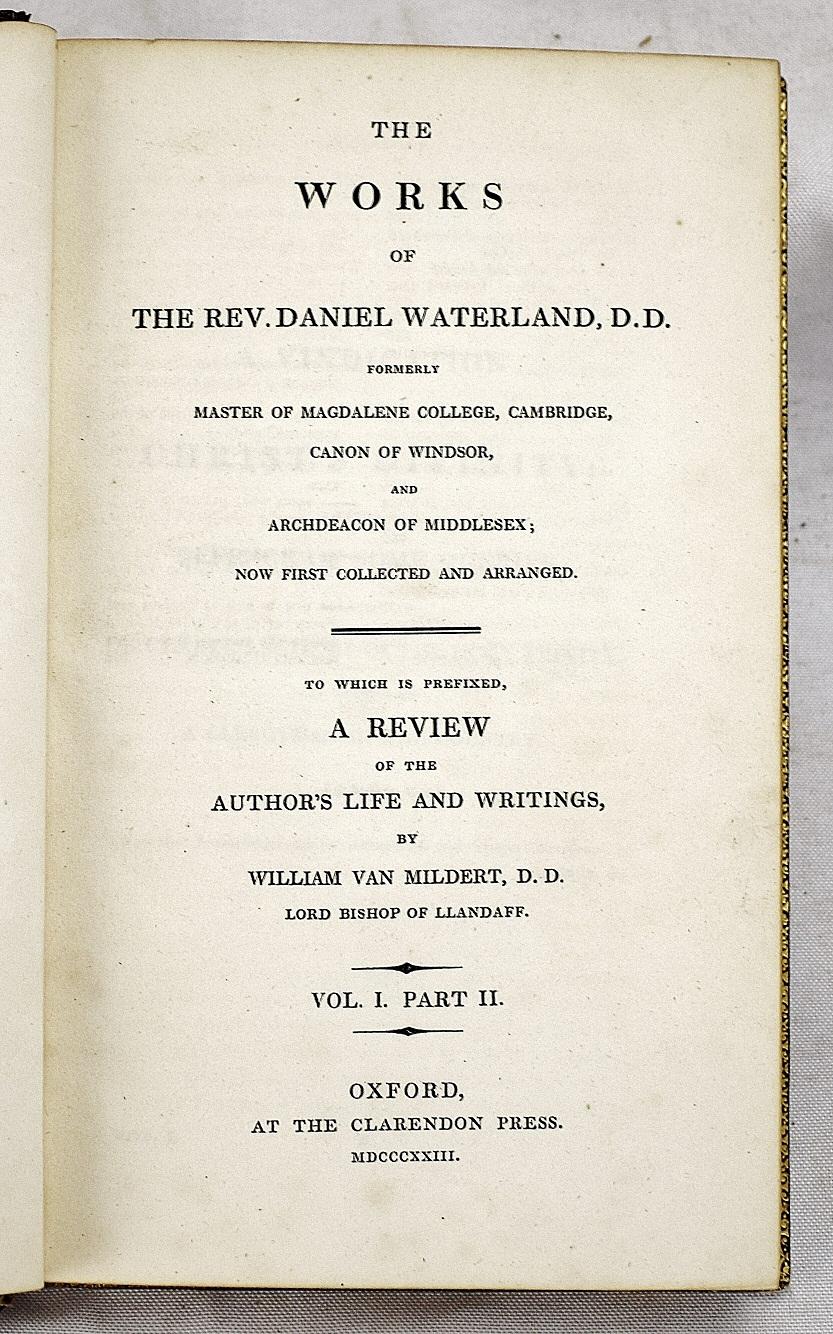 THE
WORKS
OF
THE REV. DANIEL WATERLAND, D.D.
FORMERLY
MASTER OF MAGDALENE COLLEGE, CAMBRIDGE,
CANON OF WINDSOR,
AND
ARCHDEACON OF MIDDLESEX;
NOW FIRST COLLECTED AND ARRANGED.
TO WHICH IS PREFIXED,
A REVIEW
OF THE
AUTHOR'S LIFE AND WRITINGS,
BY
WILLIAM VAN MILDERT, D. D.
LORD BISHOP OF LLANDAFF.
VOL. I. PART II.
OXFORD,
AT THE CLARENDON PRESS.
MDCCCXXIII.